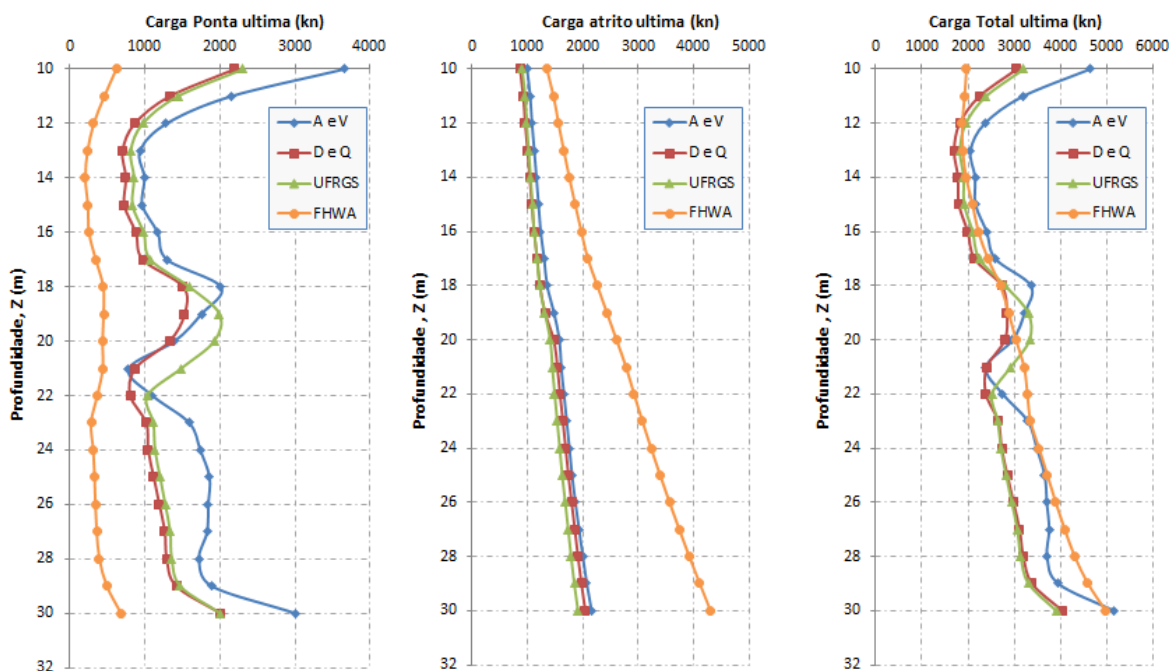 Carga Ponta ultima (kn)
0 1000 2000 3000 4000
10
12
14
16
18
20
22
24
26
28
30
32
Profundidade, Z (m)
A e V
D e Q
UFRGS
FHWA
Carga atrito ultima (kn)
0 1000 2000 3000 4000 5000
10
12
14
16
18
20
22
24
26
28
30
32
Profundidade , Z (m)
A e V
D e Q
UFRGS
FHWA
Carga Total ultima (kn)
0 1000 2000 3000 4000 5000 6000
10
12
14
16
18
20
22
24
26
28
30
32
Profundidade , Z (m)
A e V
D e Q
UFRGS
FHWA